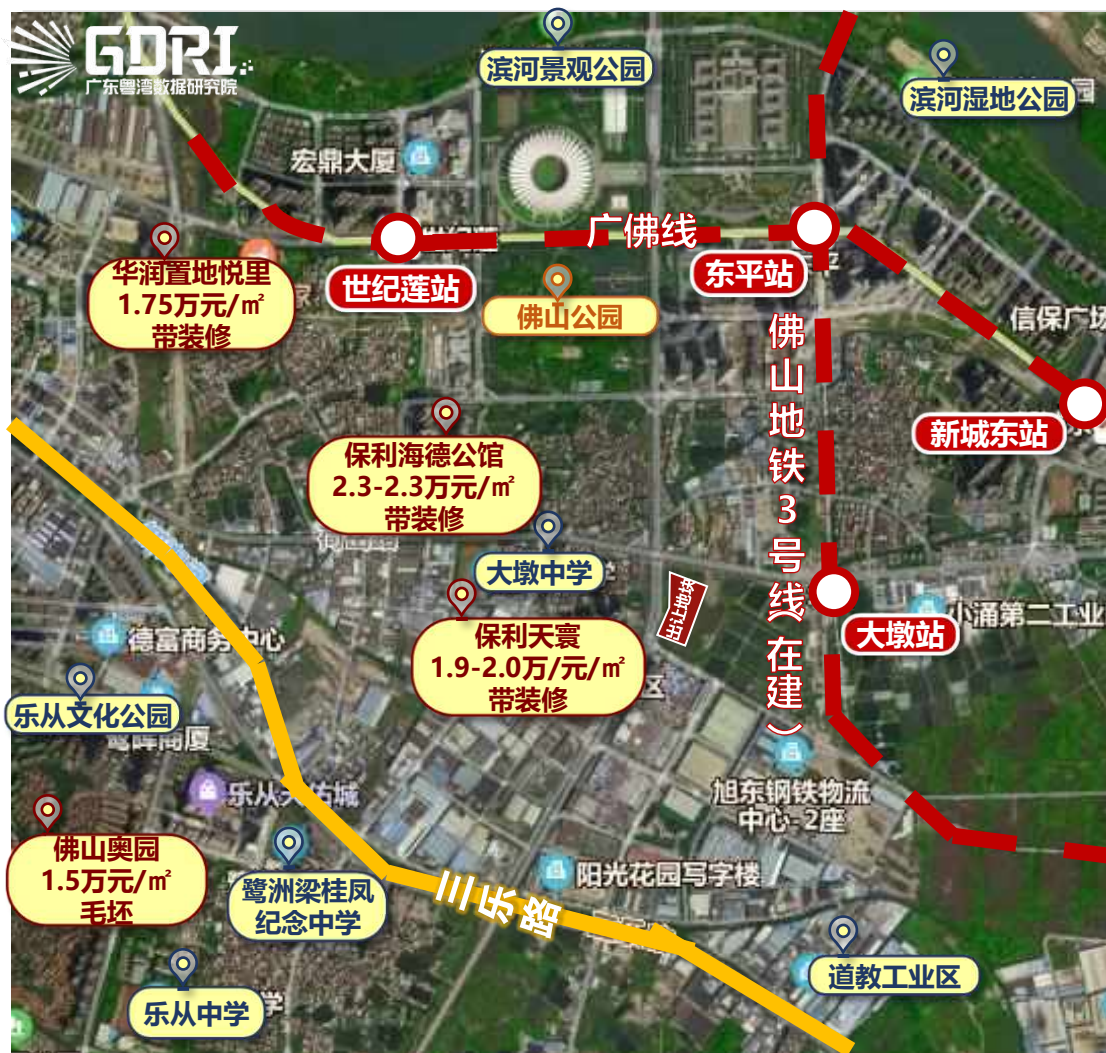 GDRI
广东粤湾数据研究院
滨河景观公园
滨河湿地公园
园
宏鼎大厦
广佛线
华润置地悦里
1.75万元/㎡
带装修
世纪莲站
东平站
佛山公园
信保广场
佛山地铁3号线（在建）
新城东站
保利海德公馆
2.3-2.3万元/㎡
带装修
大墩中学
出让地块
小涌第二工业
大墩站
德富商务中心
保利天寰
1.9-2.0万/元/㎡
带装修
区
乐从文化公园
乐从天佑城
旭东钢铁物流
中心-2座
佛山奥园
1.5万元/㎡
毛坯
鹭洲梁桂凤
纪念中学
阳光花园写字楼
三乐路
道教工业区
乐从中学
学